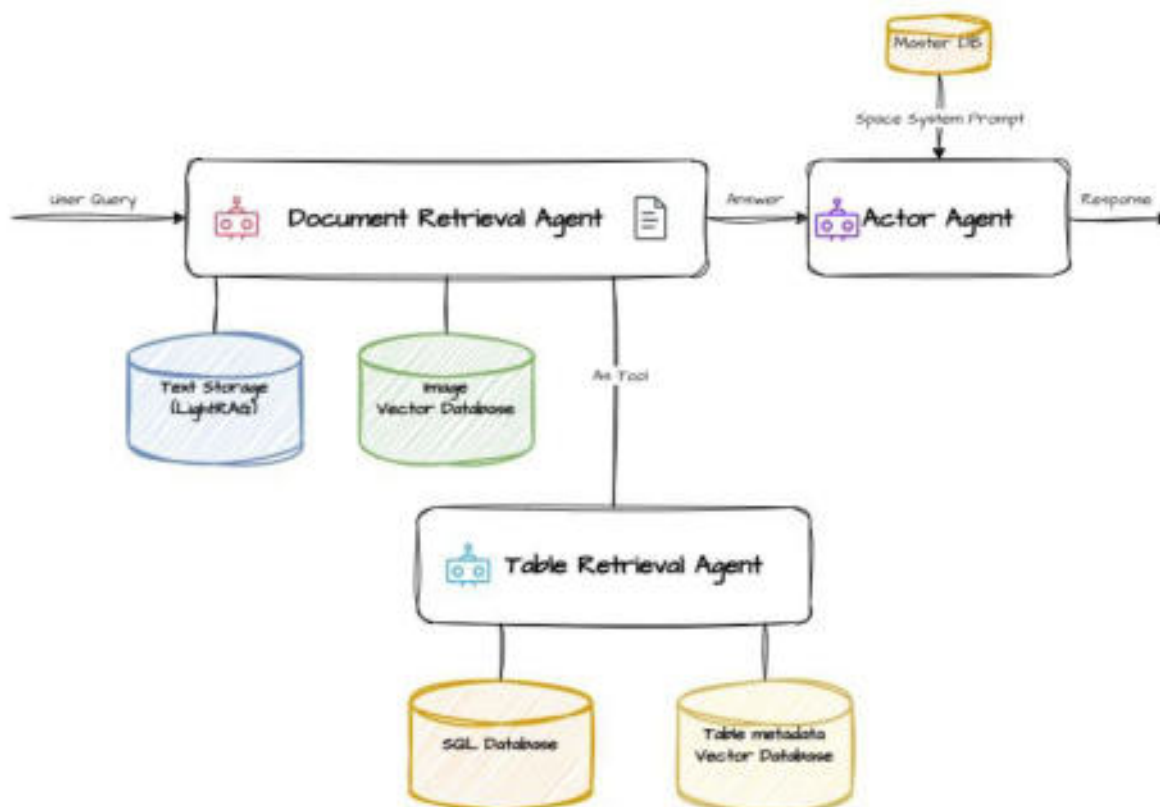 Master DB
Space System Prompt
User Query
Document Retrieval Agent
Answer
Actor Agent
Response
Text Storage
(LightRAG)
Image
Vector Database
As Tool
Table Retrieval Agent
SQL Database
Table metadata
Vector Database